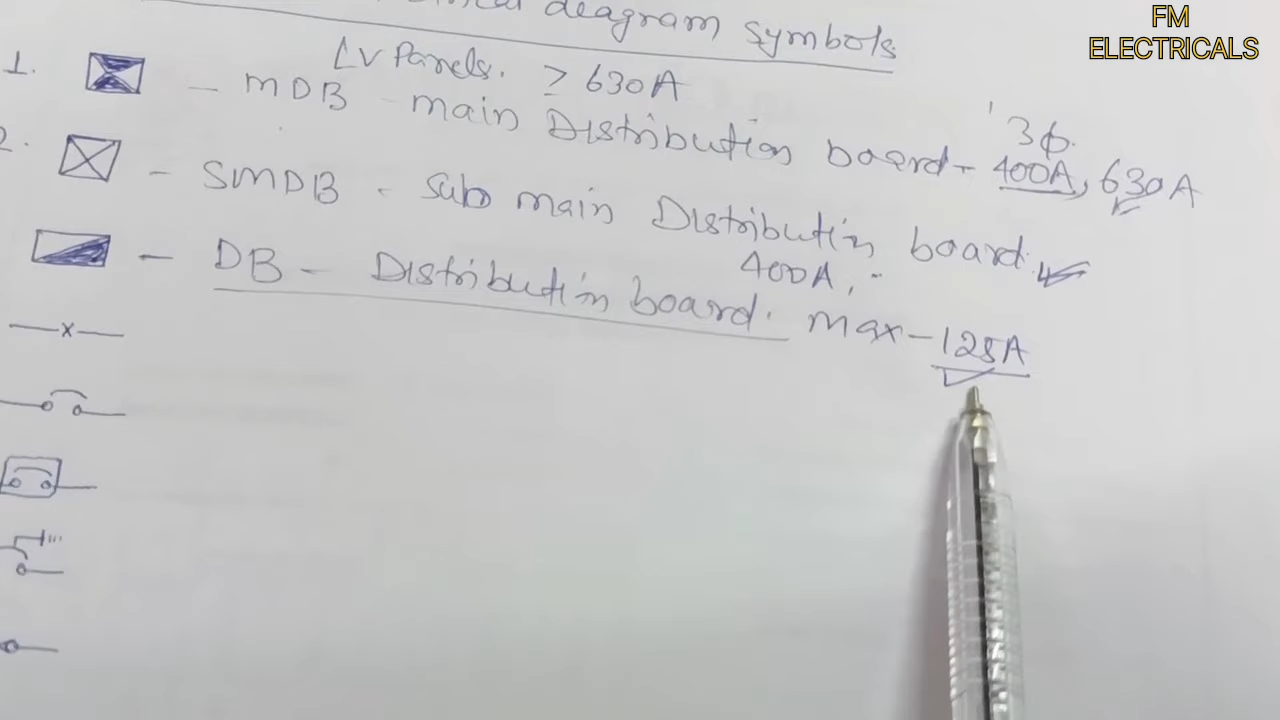 FM
ELECTRICALS
deagram symbols
LV Panels. ≥ 630A
1. - MDB - main Distribution board - 400A, 630A
3ϕ.
2. - SMDB - Sub main Distribution board.
400A,
- DB - Distribution board. Max - 125A